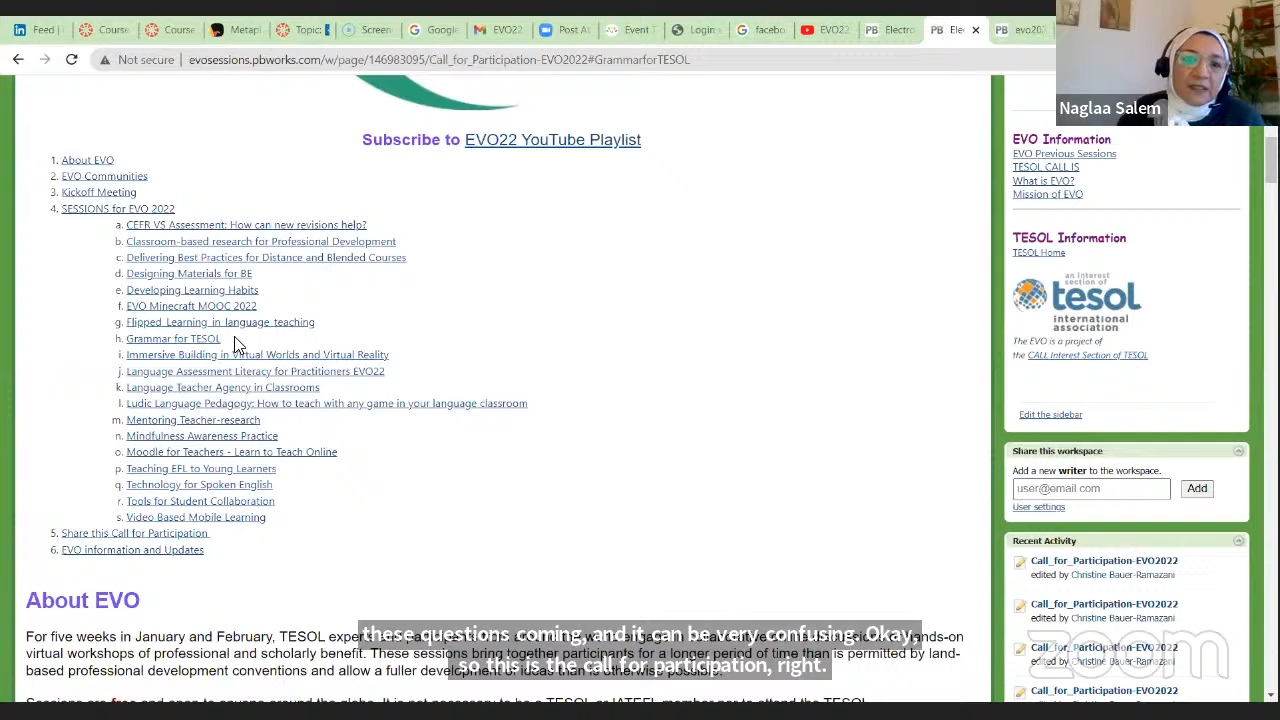 Feed |
Course
Course
Metap
Topic:
Screen
Google
EVO22
Post At
Event T
Login
facebo
EVO22
Electro
Ele
evo202
Not secure
evosessions.pbworks.com/w/page/146983095/Call_for_Participation-EVO2022#GrammarforTESOL
Naglaa Salem
Subscribe to EVO22 YouTube Playlist
1. About EVO
2. EVO Communities
3. Kickoff Meeting
4. SESSIONS for EVO 2022
a. CEFR VS Assessment: How can new revisions help?
b. Classroom-based research for Professional Development
c. Delivering Best Practices for Distance and Blended Courses
d. Designing Materials for BE
e. Developing Learning Habits
f. EVO Minecraft MOOC 2022
g. Flipped Learning in language teaching
h. Grammar for TESOL
i. Immersive Building in Virtual Worlds and Virtual Reality
j. Language Assessment Literacy for Practitioners EVO22
k. Language Teacher Agency in Classrooms
l. Ludic Language Pedagogy: How to teach with any game in your language classroom
m. Mentoring Teacher-research
n. Mindfulness Awareness Practice
o. Moodle for Teachers - Learn to Teach Online
p. Teaching EFL to Young Learners
q. Technology for Spoken English
r. Tools for Student Collaboration
s. Video Based Mobile Learning
5. Share this Call for Participation
6. EVO information and Updates
About EVO
For five weeks in January and February, TESOL
hands-on
virtual workshops of professional and scholarly benefit. These sessions bring together participants for a longer period of time than is permitted by land-
based professional development conventions and allow a fuller development of ideas than is otherwise possible.
these questions coming, and it can be very confusing. Okay,
so this is the call for participation, right.
EVO Information
EVO Previous Sessions
TESOL CALL IS
What is EVO?
Mission of EVO
TESOL Information
TESOL Home
an interest
section of
tesol
international
association
The EVO is a project of
the CALL Interest Section of TESOL
Edit the sidebar
Share this workspace
Add a new writer to the workspace.
user@email.com
Add
User settings
Recent Activity
Call_for_Participation-EVO2022
edited by Christine Bauer-Ramazani
Call_for_Participation-EVO2022
edited by Christine Bauer-Ramazani
Call_for_Participation-EVO2022
edited by Christine Bauer-Ramazani
Call_for_Participation-EVO2022
zoom